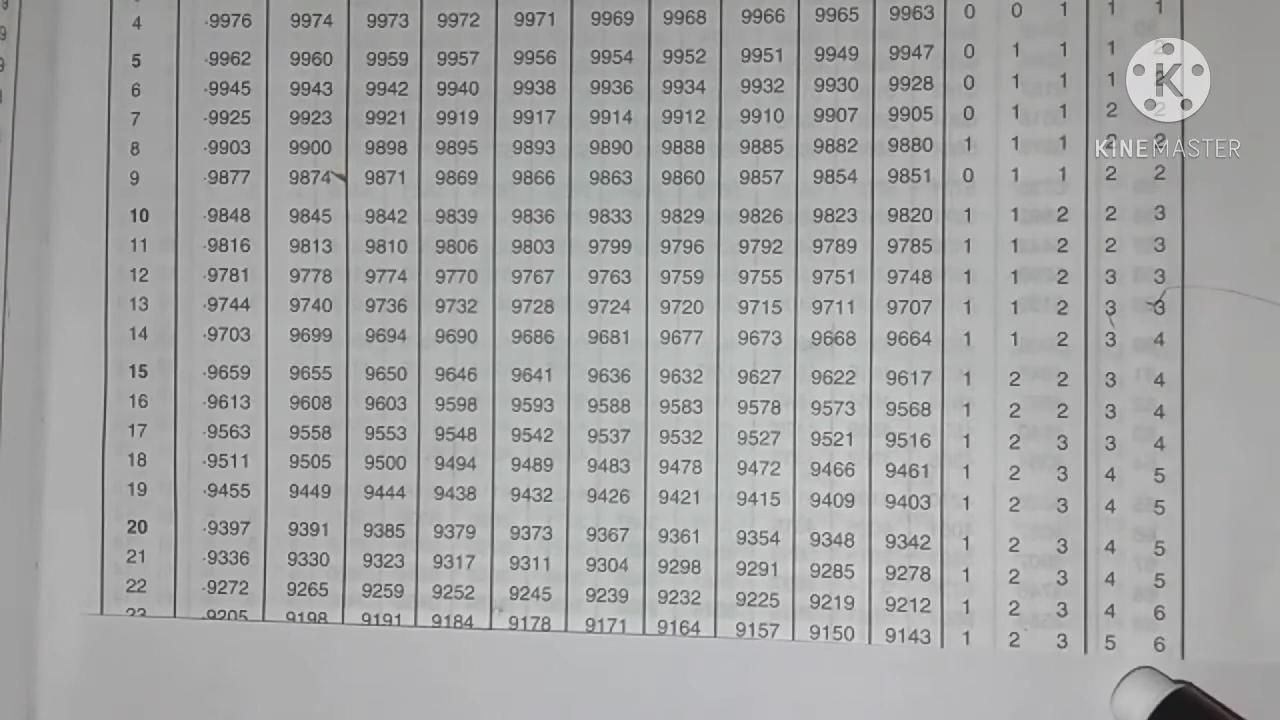 4 ·9976 9974 9973 9972 9971 9969 9968 9966 9965 9963 0 0 1 1 1
5 ·9962 9960 9959 9957 9956 9954 9952 9951 9949 9947 0 1 1 1 2
6 ·9945 9943 9942 9940 9938 9936 9934 9932 9930 9928 0 1 1 1 2
7 ·9925 9923 9921 9919 9917 9914 9912 9910 9907 9905 0 1 1 2 2
8 ·9903 9900 9898 9895 9893 9890 9888 9885 9882 9880 1 1 1 2 2
9 ·9877 9874 9871 9869 9866 9863 9860 9857 9854 9851 0 1 1 2 2
10 ·9848 9845 9842 9839 9836 9833 9829 9826 9823 9820 1 1 2 2 3
11 ·9816 9813 9810 9806 9803 9799 9796 9792 9789 9785 1 1 2 2 3
12 ·9781 9778 9774 9770 9767 9763 9759 9755 9751 9748 1 1 2 3 3
13 ·9744 9740 9736 9732 9728 9724 9720 9715 9711 9707 1 1 2 3 3
14 ·9703 9699 9694 9690 9686 9681 9677 9673 9668 9664 1 1 2 3 4
15 ·9659 9655 9650 9646 9641 9636 9632 9627 9622 9617 1 2 2 3 4
16 ·9613 9608 9603 9598 9593 9588 9583 9578 9573 9568 1 2 2 3 4
17 ·9563 9558 9553 9548 9542 9537 9532 9527 9521 9516 1 2 3 3 4
18 ·9511 9505 9500 9494 9489 9483 9478 9472 9466 9461 1 2 3 4 5
19 ·9455 9449 9444 9438 9432 9426 9421 9415 9409 9403 1 2 3 4 5
20 ·9397 9391 9385 9379 9373 9367 9361 9354 9348 9342 1 2 3 4 5
21 ·9336 9330 9323 9317 9311 9304 9298 9291 9285 9278 1 2 3 4 5
22 ·9272 9265 9259 9252 9245 9239 9232 9225 9219 9212 1 2 3 4 6
23 ·9205 9198 9191 9184 9178 9171 9164 9157 9150 9143 1 2 3 5 6
K
KINEMASTER